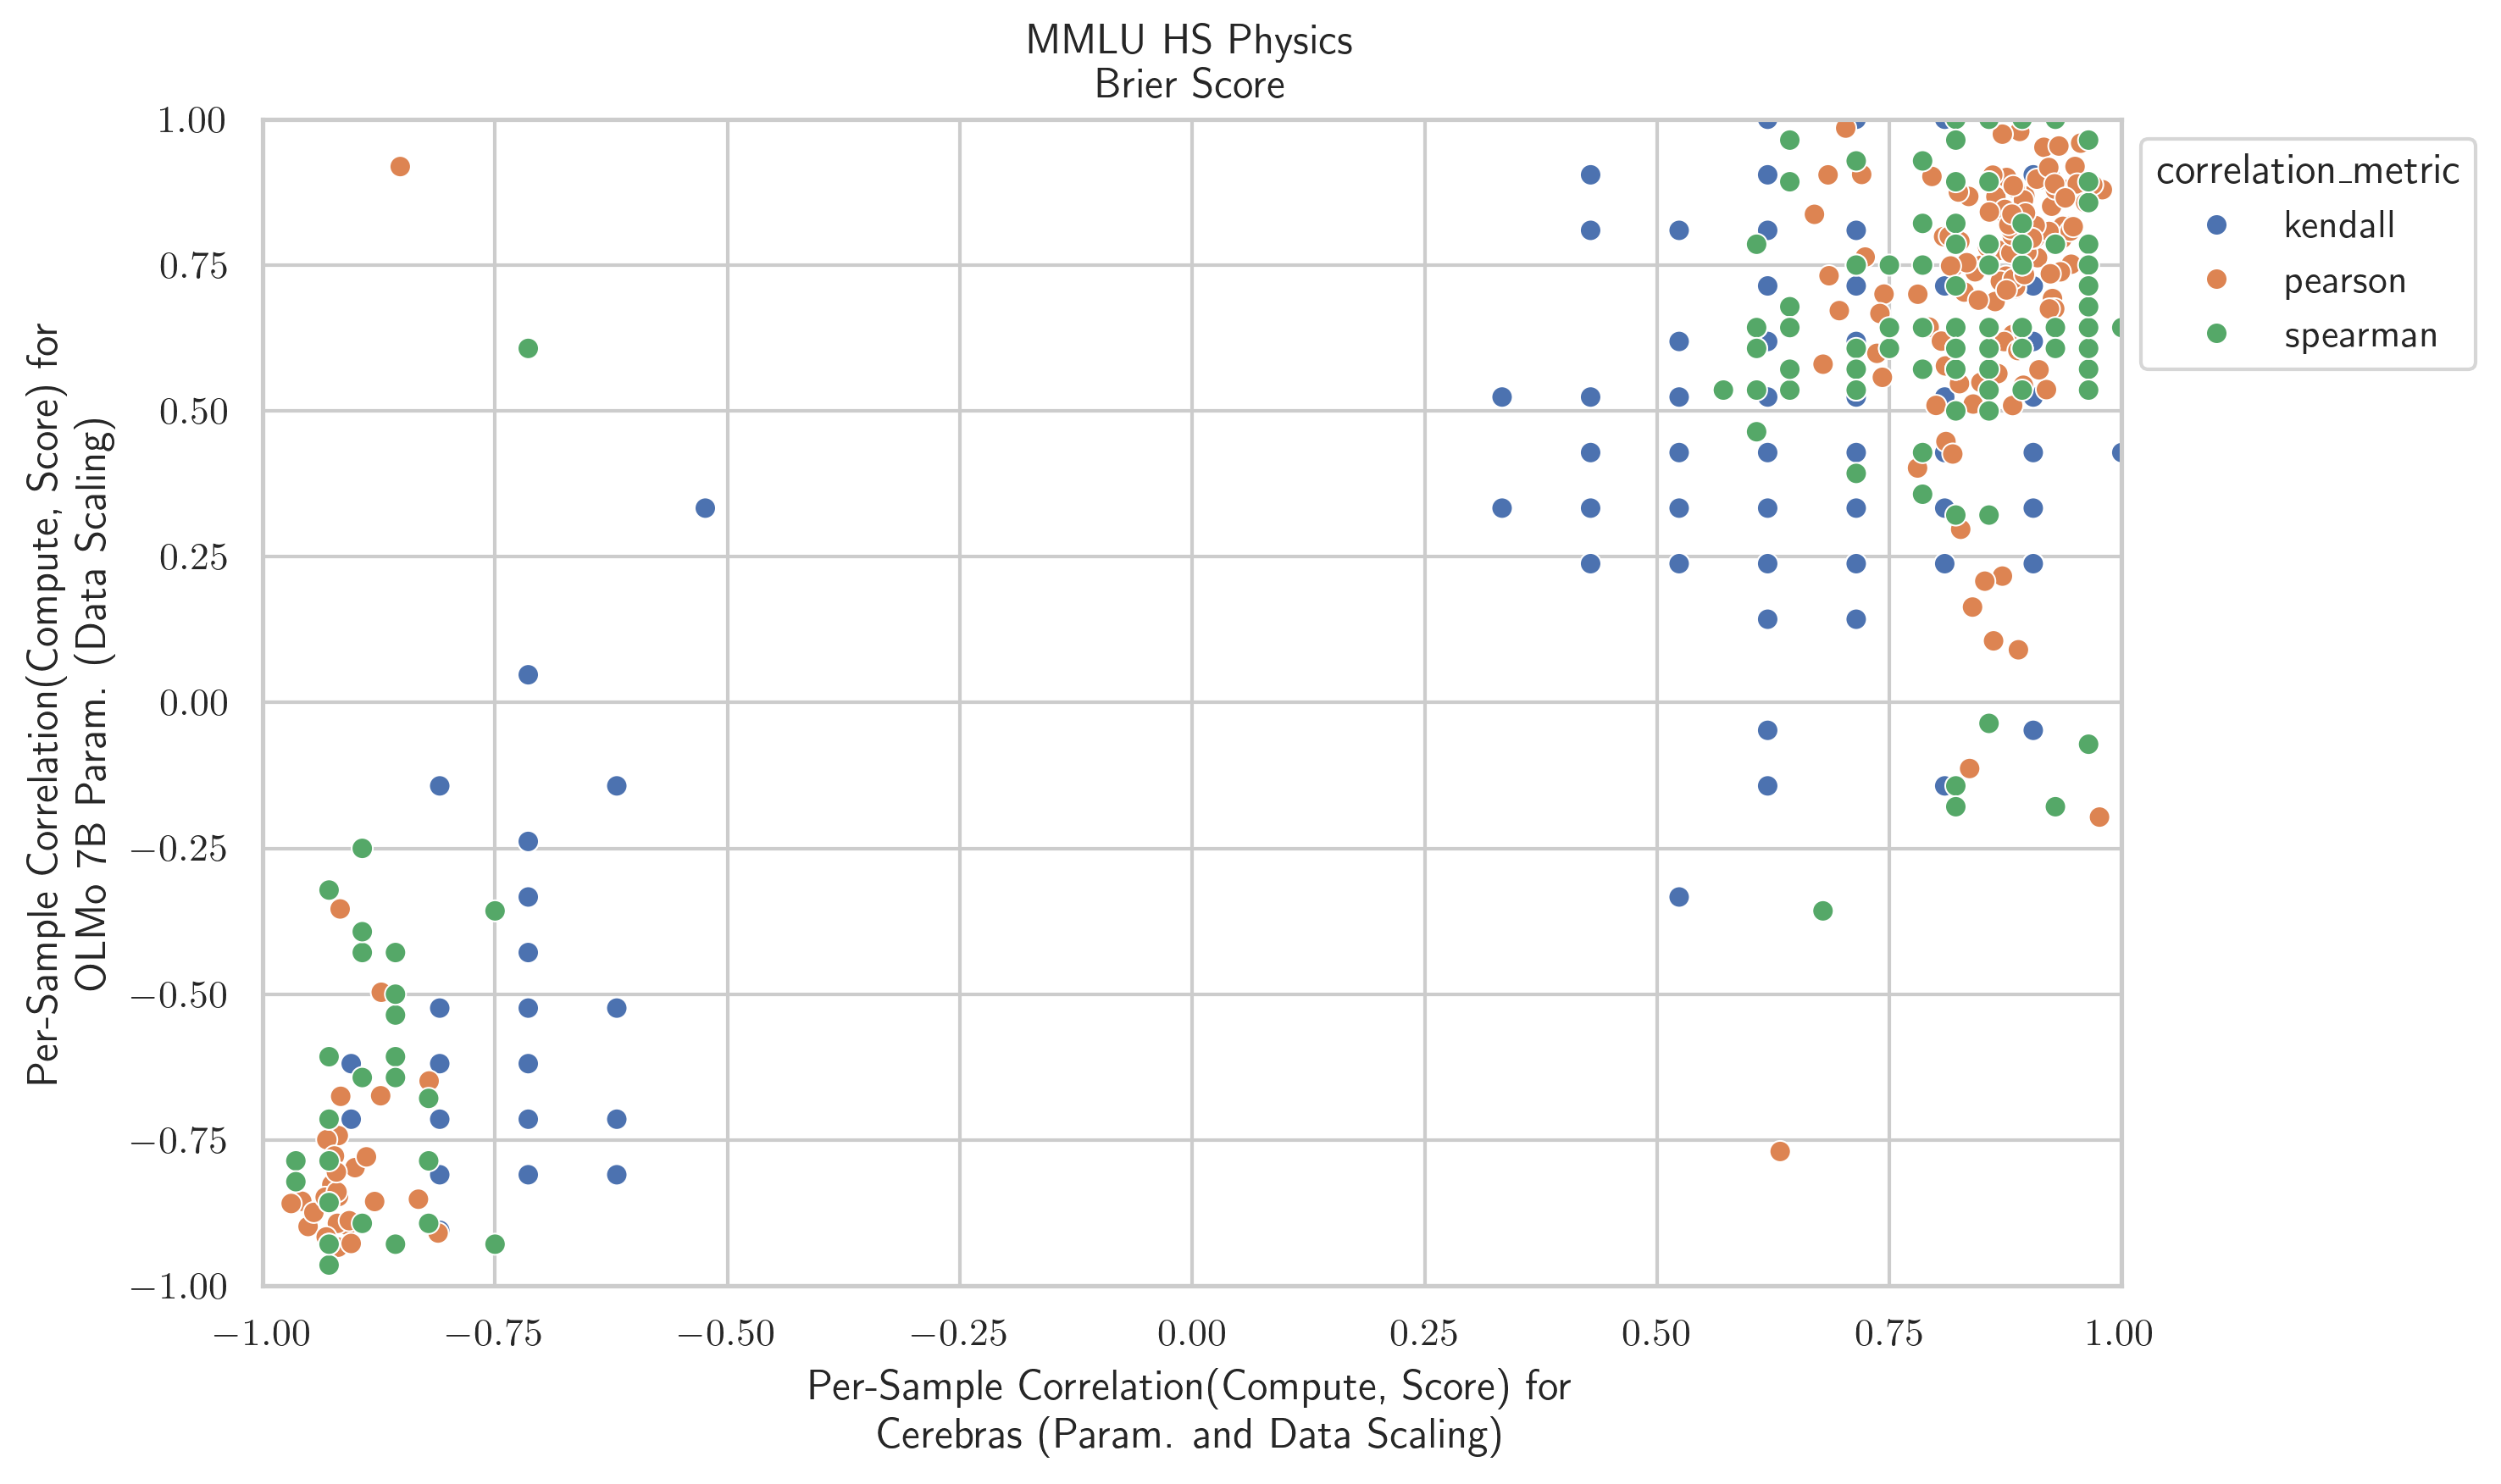 MMLU HS Physics
Brier Score
Per-Sample Correlation(Compute, Score) for
OLMo 7B Param. (Data Scaling)
1.00
0.75
0.50
0.25
0.00
−0.25
−0.50
−0.75
−1.00
correlation_metric
kendall
pearson
spearman
−1.00 −0.75 −0.50 −0.25 0.00 0.25 0.50 0.75 1.00
Per-Sample Correlation(Compute, Score) for
Cerebras (Param. and Data Scaling)